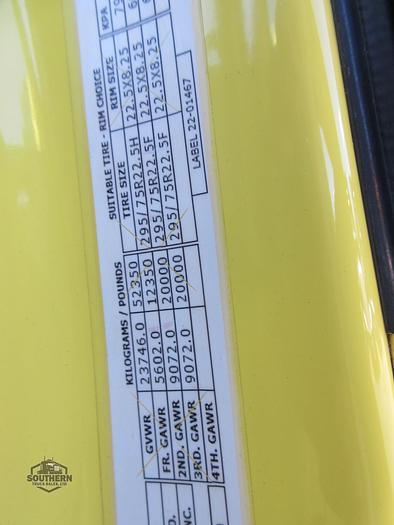 KILOGRAMS / POUNDS SUITABLE TIRE - RIM CHOICE
TIRE SIZE RIM SIZE KPA
GVWR 23746.0 52350
FR. GAWR 5602.0 12350 295/75R22.5H 22.5X8.25
2ND. GAWR 9072.0 20000 295/75R22.5F 22.5X8.25
3RD. GAWR 9072.0 20000 295/75R22.5F 22.5X8.25
4TH. GAWR
LABEL 22-01467
SOUTHERN
TRUCK SALES, LTD